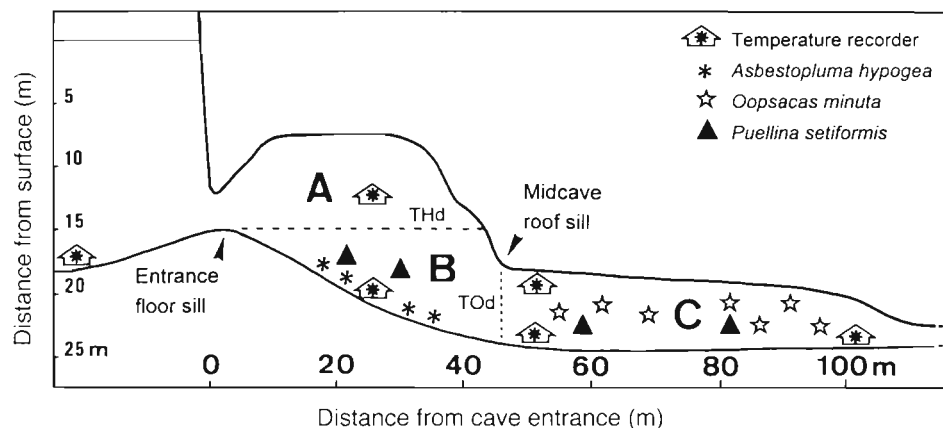 Distance from surface (m)
5
10
15
20
25 m
Temperature recorder
Asbestopluma hypogea
Oopsacas minuta
Puellina setiformis
A
THd
Midcave
roof sill
Entrance
floor sill
B
TOd
C
0
20
40
60
80
100 m
Distance from cave entrance (m)